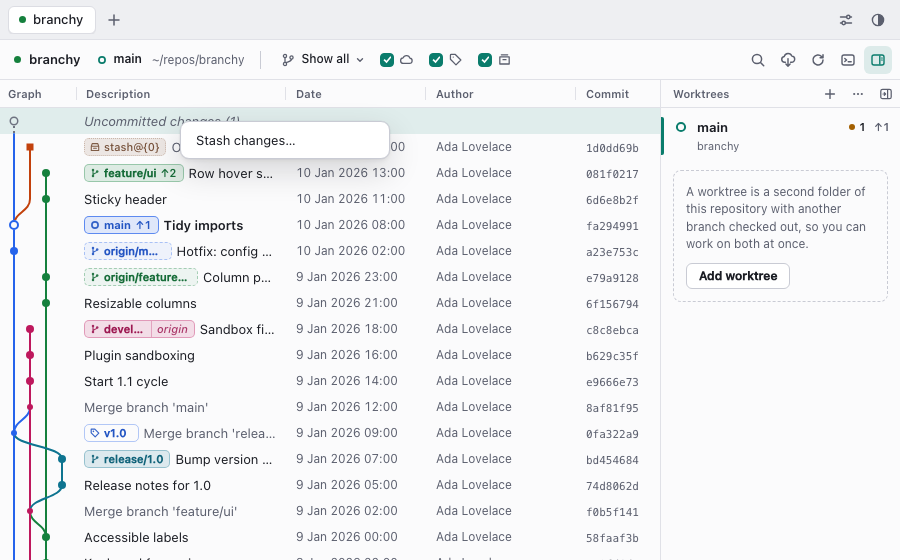 branchy
branchy main ~/repos/branchy Show all
Graph Description Date Author Commit Worktrees
Uncommitted changes (1)
Stash changes...
stash@{0} Ada Lovelace 1d0dd69b
feature/ui ↑2 Row hover s... 10 Jan 2026 13:00 Ada Lovelace 081f0217
Sticky header 10 Jan 2026 11:00 Ada Lovelace 6d6e8b2f
main ↑1 Tidy imports 10 Jan 2026 08:00 Ada Lovelace fa294991
origin/m... Hotfix: config ... 10 Jan 2026 02:00 Ada Lovelace a23e753c
origin/feature... Column p... 9 Jan 2026 23:00 Ada Lovelace e79a9128
Resizable columns 9 Jan 2026 21:00 Ada Lovelace 6f156794
devel... origin Sandbox fi... 9 Jan 2026 18:00 Ada Lovelace c8c8ebca
Plugin sandboxing 9 Jan 2026 16:00 Ada Lovelace b629c35f
Start 1.1 cycle 9 Jan 2026 14:00 Ada Lovelace e9666e73
Merge branch 'main' 9 Jan 2026 12:00 Ada Lovelace 8af81f95
v1.0 Merge branch 'relea... 9 Jan 2026 09:00 Ada Lovelace 0fa322a9
release/1.0 Bump version ... 9 Jan 2026 07:00 Ada Lovelace bd454684
Release notes for 1.0 9 Jan 2026 05:00 Ada Lovelace 74d8062d
Merge branch 'feature/ui' 9 Jan 2026 02:00 Ada Lovelace f0b5f141
Accessible labels 9 Jan 2026 00:00 Ada Lovelace 58faaf3b
main 1 ↑1
branchy
A worktree is a second folder of
this repository with another
branch checked out, so you can
work on both at once.
Add worktree